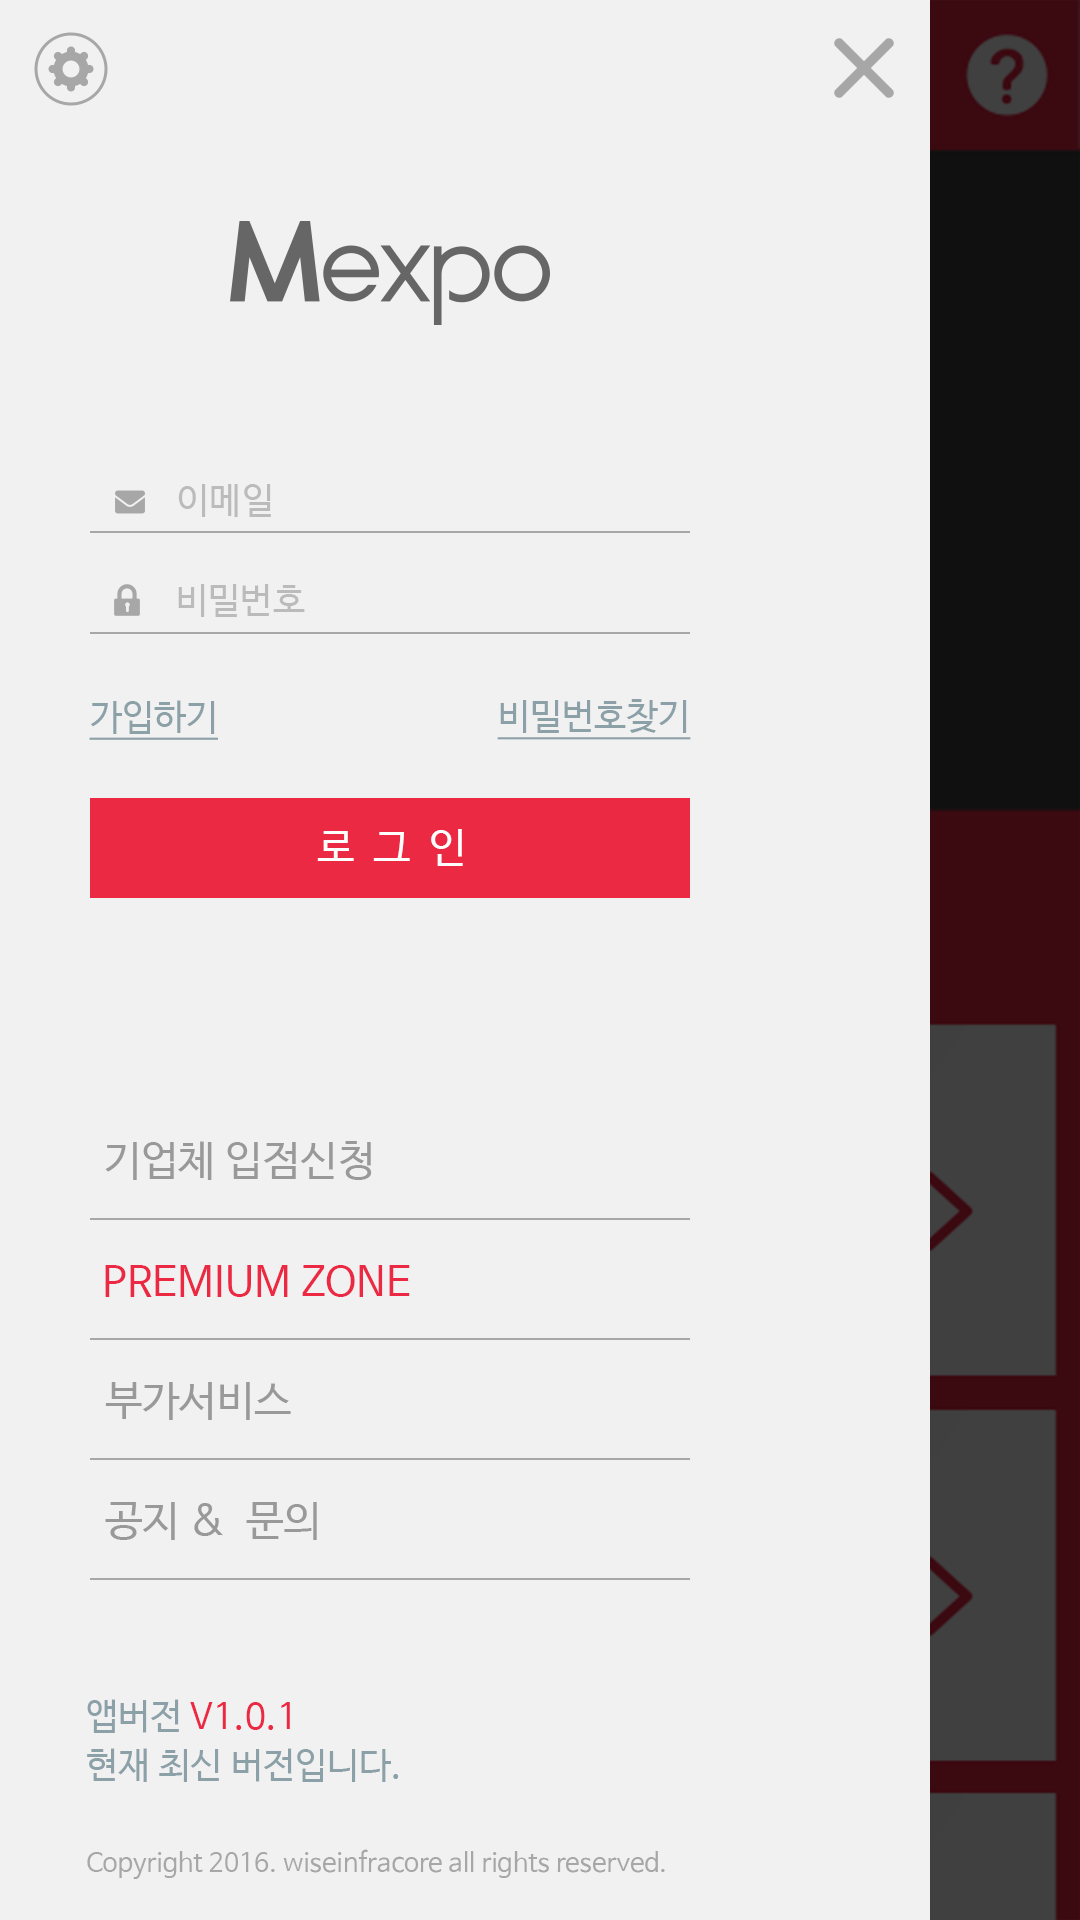 Mexpo
이메일
비밀번호
가입하기 비밀번호찾기
로 그 인
기업체 입점신청
PREMIUM ZONE
부가서비스
공지 & 문의
앱버전 V1.0.1
현재 최신 버전입니다.
Copyright 2016. wiseinfracore all rights reserved.